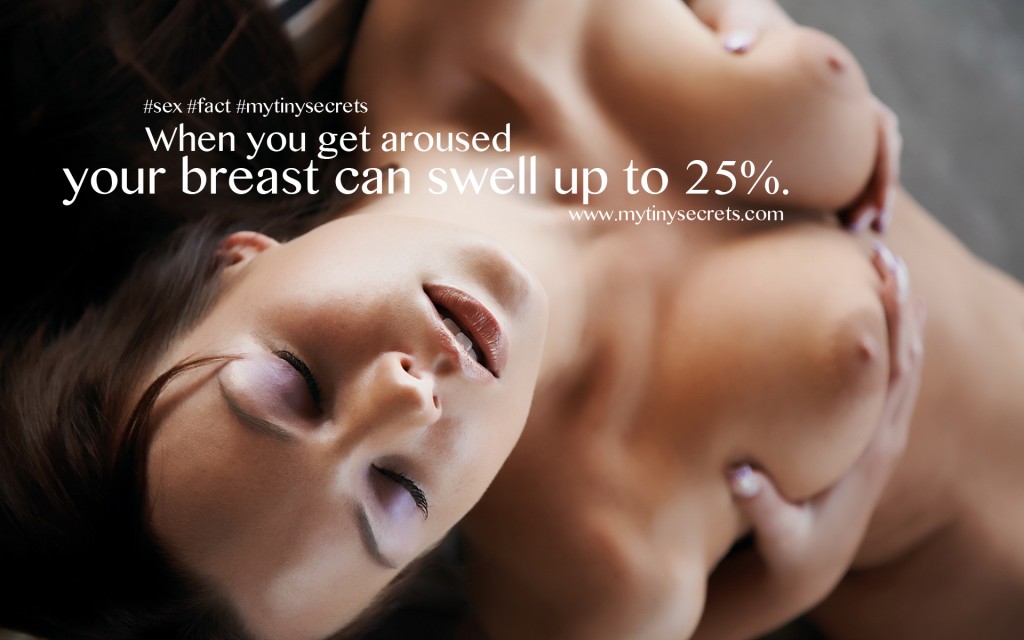 #sex #fact #mytinysecrets
When you get aroused
your breast can swell up to 25%.
www.mytinysecrets.com